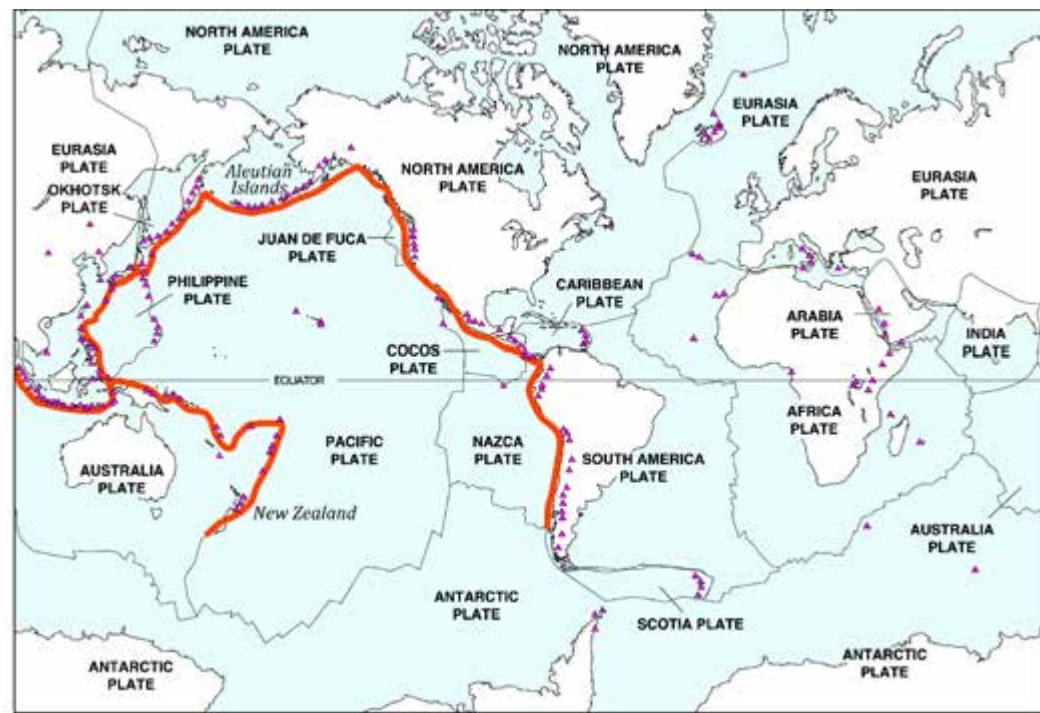 NORTH AMERICA
PLATE
NORTH AMERICA
PLATE
EURASIA
PLATE
EURASIA
PLATE
OKHOTSK
PLATE
Aleutian
Islands
NORTH AMERICA
PLATE
EURASIA
PLATE
JUAN DE FUCA
PLATE
PHILIPPINE
PLATE
CARIBBEAN
PLATE
ARABIA
PLATE
INDIA
PLATE
COCOS
PLATE
EQUATOR
AFRICA
PLATE
AUSTRALIA
PLATE
PACIFIC
PLATE
NAZCA
PLATE
SOUTH AMERICA
PLATE
New Zealand
AUSTRALIA
PLATE
ANTARCTIC
PLATE
SCOTIA PLATE
ANTARCTIC
PLATE
ANTARCTIC
PLATE